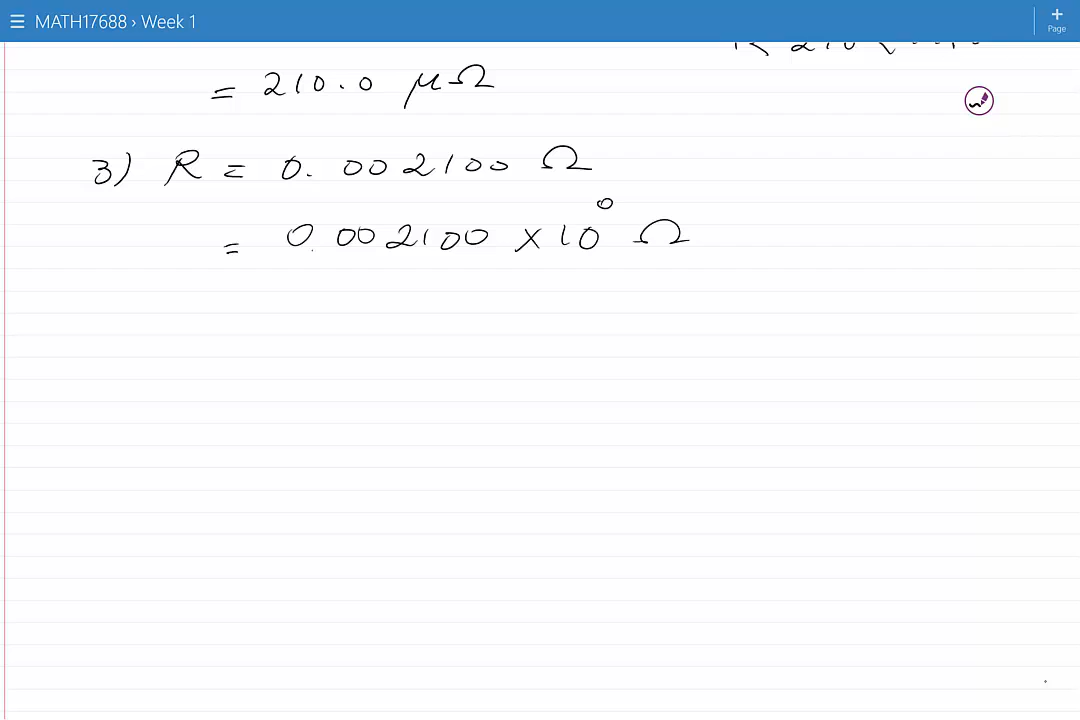 MATH17688 › Week 1
Page
= 210.0 μΩ
3) R = 0.002100 Ω
= 0.002100 × 10⁰ Ω